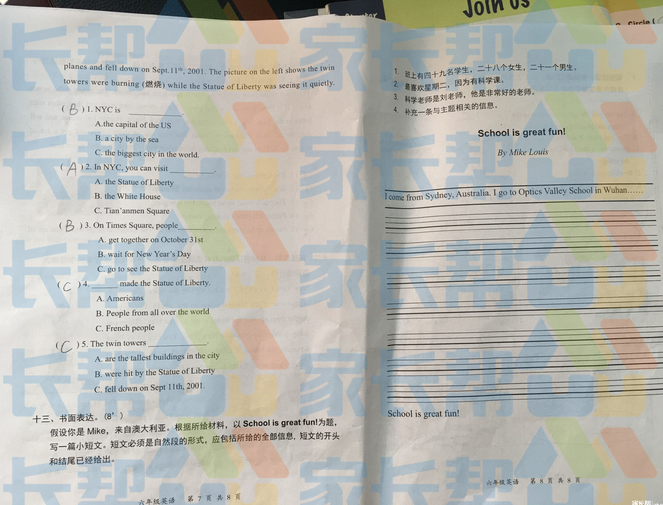 Join us
planes and fell down on Sept.11th, 2001. The picture on the left shows the twin
towers were burning (燃烧) while the Statue of Liberty was seeing it quietly.
( B ) 1. NYC is ______.
A.the capital of the US
B. a city by the sea
C. the biggest city in the world.
( A ) 2. In NYC, you can visit ______.
A. the Statue of Liberty
B. the White House
C. Tian'anmen Square
( B ) 3. On Times Square, people______.
A. get together on October 31st
B. wait for New Year's Day
C. go to see the Statue of Liberty
( C ) 4. ______ made the Statue of Liberty.
A. Americans
B. People from all over the world
C. French people
( C ) 5. The twin towers ______.
A. are the tallest buildings in the city
B. were hit by the Statue of Liberty
C. fell down on Sept 11th, 2001.
十三、书面表达。(8')
假设你是 Mike，来自澳大利亚。根据所给材料，以 School is great fun!为题，
写一篇小短文。短文必须是自然段的形式，应包括所给的全部信息, 短文的开头
和结尾已经给出。
六年级英语 第 7 页 共 8 页
1. 班上有四十九名学生，二十八个女生，二十一个男生。
2. 最喜欢星期二，因为有科学课。
3. 科学老师是刘老师，他是非常好的老师。
4. 补充一条与主题相关的信息。
School is great fun!
By Mike Louis
I come from Sydney, Australia. I go to Optics Valley School in Wuhan……
School is great fun!
六年级英语 第 8 页 共 8 页
家长帮